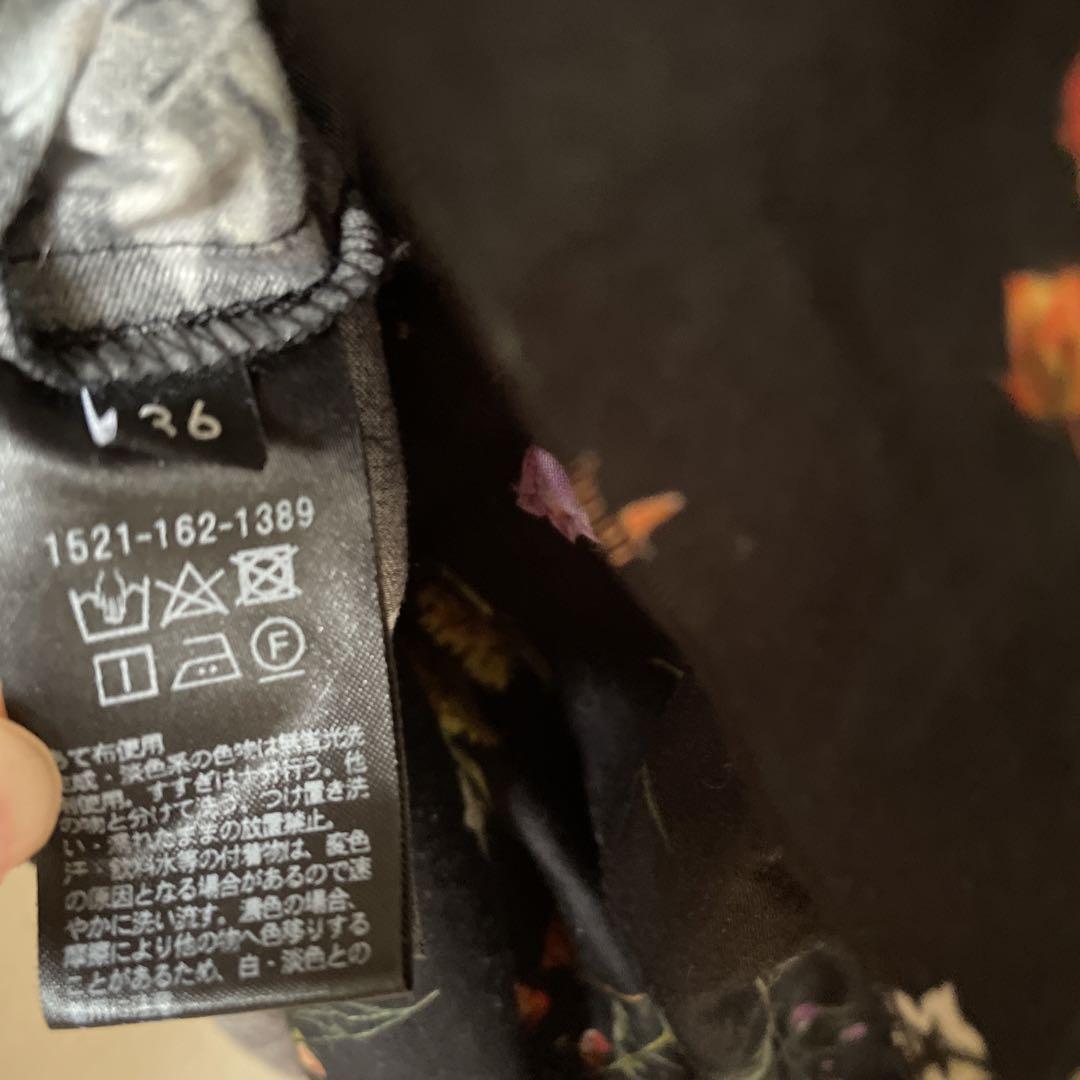 36
1521-162-1389
F
て布使用
成・淡色系の色物は無蛍光洗
剤使用。すすぎは十分行う。他
の物と分けて洗う。つけ置き洗
い・濡れたままの放置禁止。
汗・飲料水等の付着物は、変色
の原因となる場合があるので速
やかに洗い流す。濃色の場合、
摩擦により他の物へ色移りする
ことがあるため、白・淡色との